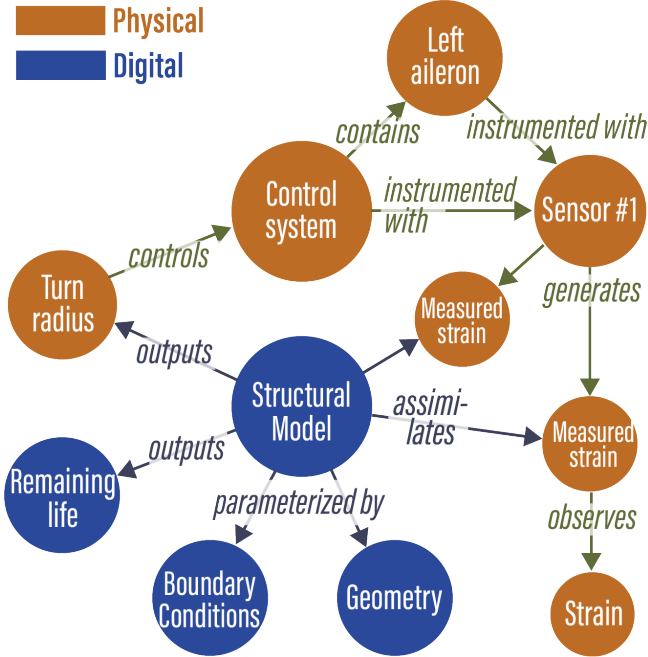 Physical
Digital
Left
aileron
contains
instrumented with
Control
system
instrumented
with
Sensor #1
controls
Turn
radius
Measured
strain
generates
outputs
Structural
Model
assimi-
lates
Measured
strain
outputs
Remaining
life
parameterized by
observes
Boundary
Conditions
Geometry
Strain